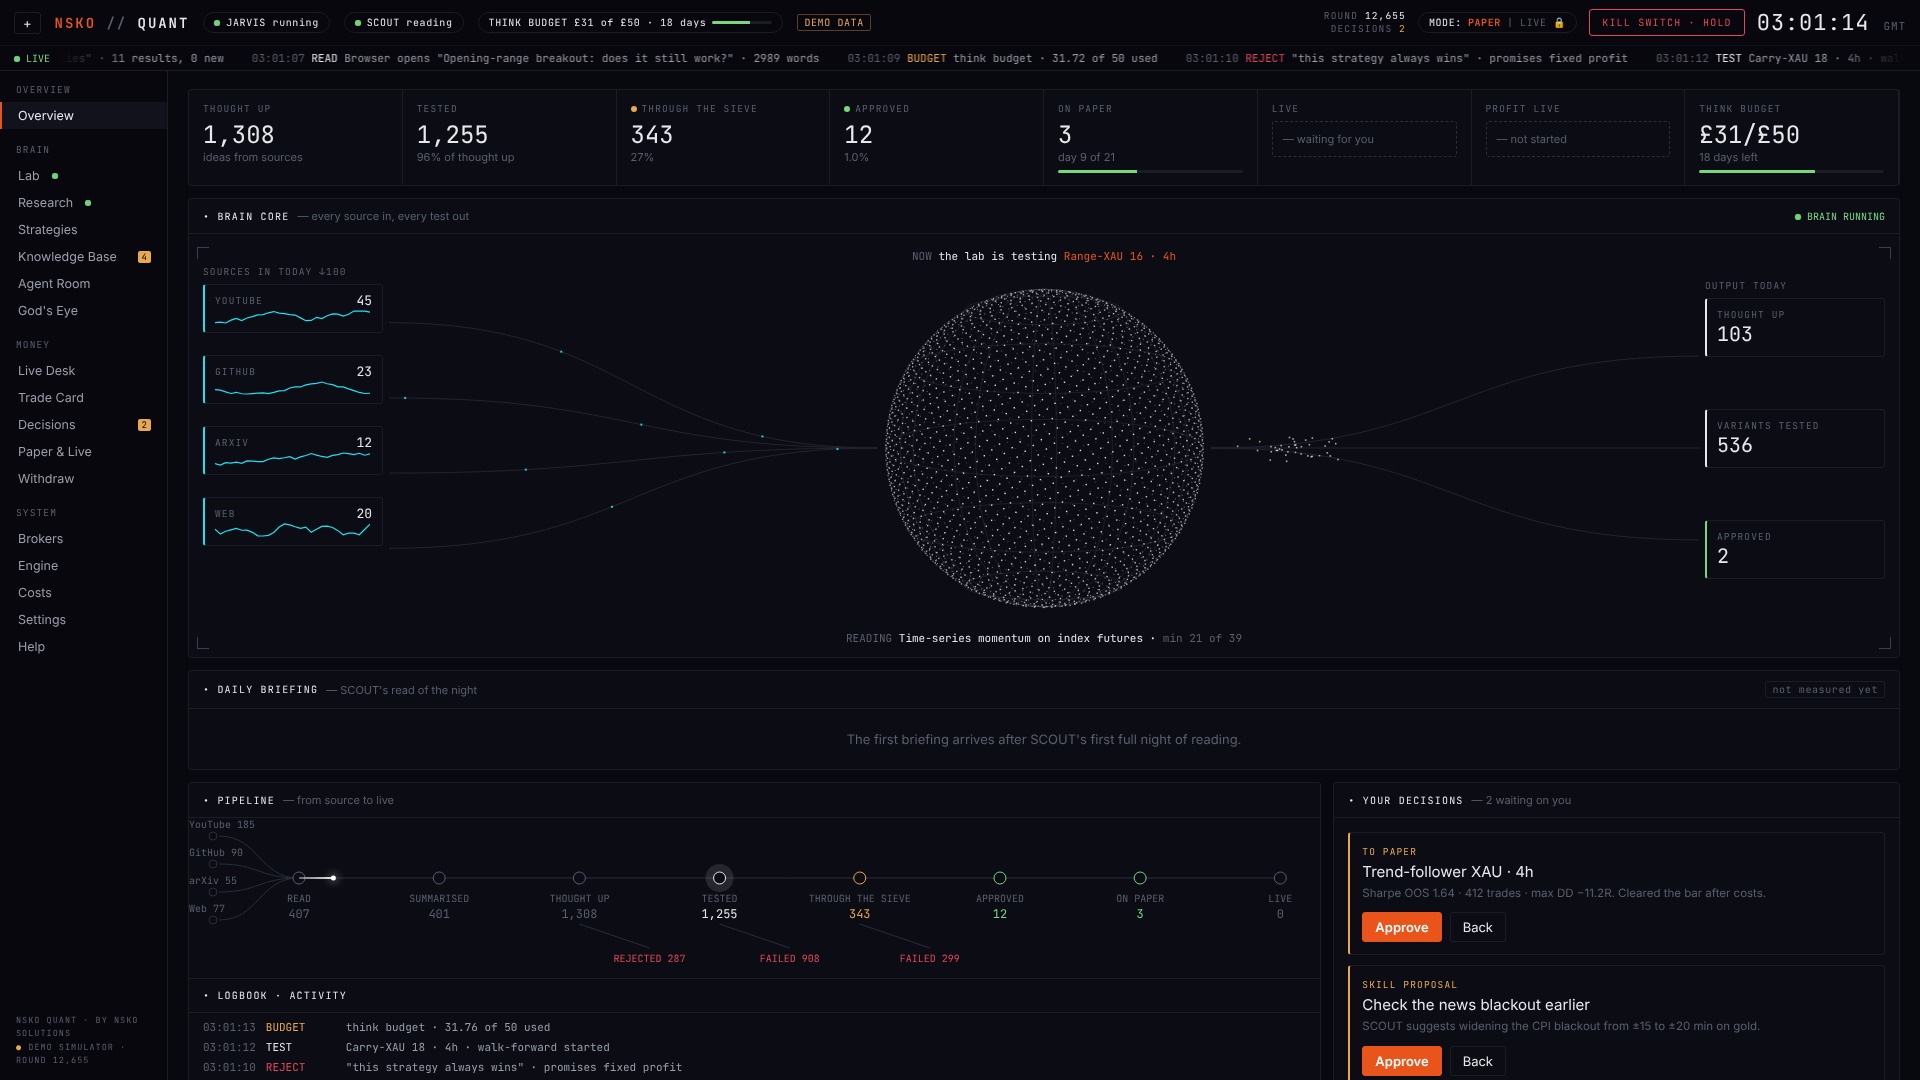 + NSKO // QUANT
JARVIS running
SCOUT reading
THINK BUDGET £31 of £50 · 18 days
DEMO DATA
ROUND 12,655
DECISIONS 2
MODE: PAPER | LIVE 🔒
KILL SWITCH · HOLD
03:01:14 GMT
LIVE
· 11 results, 0 new 03:01:07 READ Browser opens "Opening-range breakout: does it still work?" · 2989 words 03:01:09 BUDGET think budget · 31.72 of 50 used 03:01:10 REJECT "this strategy always wins" · promises fixed profit 03:01:12 TEST Carry-XAU 18 · 4h ·
OVERVIEW
Overview
BRAIN
Lab
Research
Strategies
Knowledge Base 4
Agent Room
God's Eye
MONEY
Live Desk
Trade Card
Decisions 2
Paper & Live
Withdraw
SYSTEM
Brokers
Engine
Costs
Settings
Help
NSKO QUANT · BY NSKO
SOLUTIONS
DEMO SIMULATOR ·
ROUND 12,655
THOUGHT UP
1,308
ideas from sources
TESTED
1,255
96% of thought up
THROUGH THE SIEVE
343
27%
APPROVED
12
1.0%
ON PAPER
3
day 9 of 21
LIVE
— waiting for you
PROFIT LIVE
— not started
THINK BUDGET
£31/£50
18 days left
• BRAIN CORE — every source in, every test out
BRAIN RUNNING
NOW the lab is testing Range-XAU 16 · 4h
SOURCES IN TODAY ↓100
YOUTUBE 45
GITHUB 23
ARXIV 12
WEB 20
OUTPUT TODAY
THOUGHT UP
103
VARIANTS TESTED
536
APPROVED
2
READING Time-series momentum on index futures · min 21 of 39
• DAILY BRIEFING — SCOUT's read of the night
not measured yet
The first briefing arrives after SCOUT's first full night of reading.
• PIPELINE — from source to live
YouTube 185
GitHub 90
arXiv 55
Web 77
READ
407
SUMMARISED
401
THOUGHT UP
1,308
TESTED
1,255
THROUGH THE SIEVE
343
APPROVED
12
ON PAPER
3
LIVE
0
REJECTED 287
FAILED 908
FAILED 299
• LOGBOOK · ACTIVITY
03:01:13 BUDGET think budget · 31.76 of 50 used
03:01:12 TEST Carry-XAU 18 · 4h · walk-forward started
03:01:10 REJECT "this strategy always wins" · promises fixed profit
• YOUR DECISIONS — 2 waiting on you
TO PAPER
Trend-follower XAU · 4h
Sharpe OOS 1.64 · 412 trades · max DD −11.2R. Cleared the bar after costs.
Approve
Back
SKILL PROPOSAL
Check the news blackout earlier
SCOUT suggests widening the CPI blackout from ±15 to ±20 min on gold.
Approve
Back